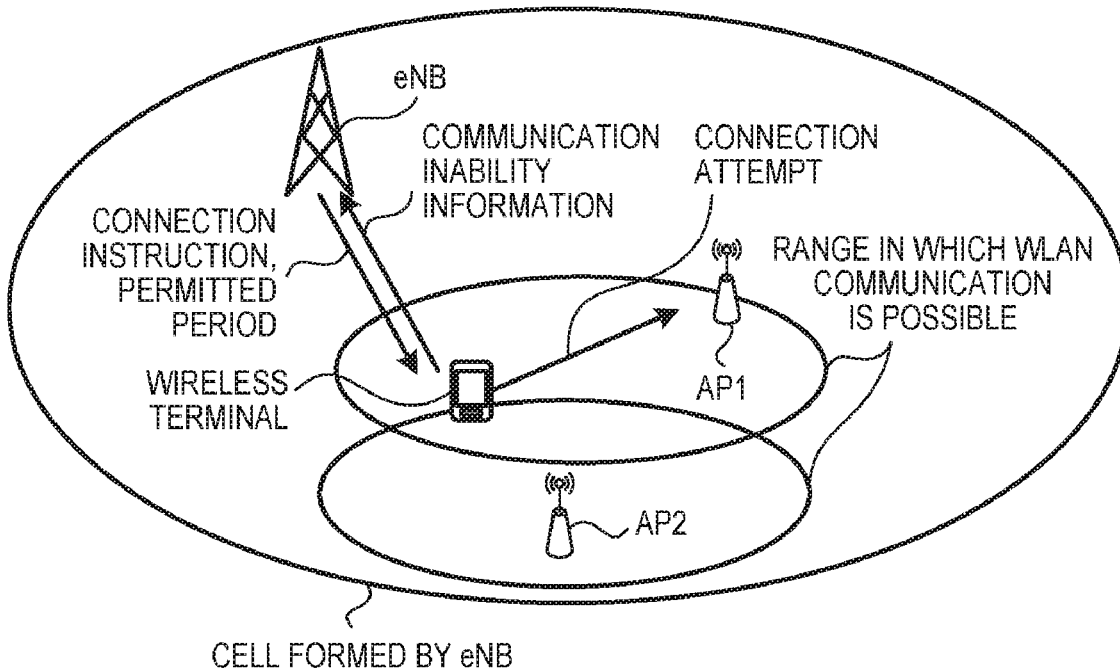 eNB
COMMUNICATION
INABILITY
INFORMATION
CONNECTION
ATTEMPT
CONNECTION
INSTRUCTION,
PERMITTED
PERIOD
RANGE IN WHICH WLAN
COMMUNICATION
IS POSSIBLE
WIRELESS
TERMINAL
AP1
AP2
CELL FORMED BY eNB